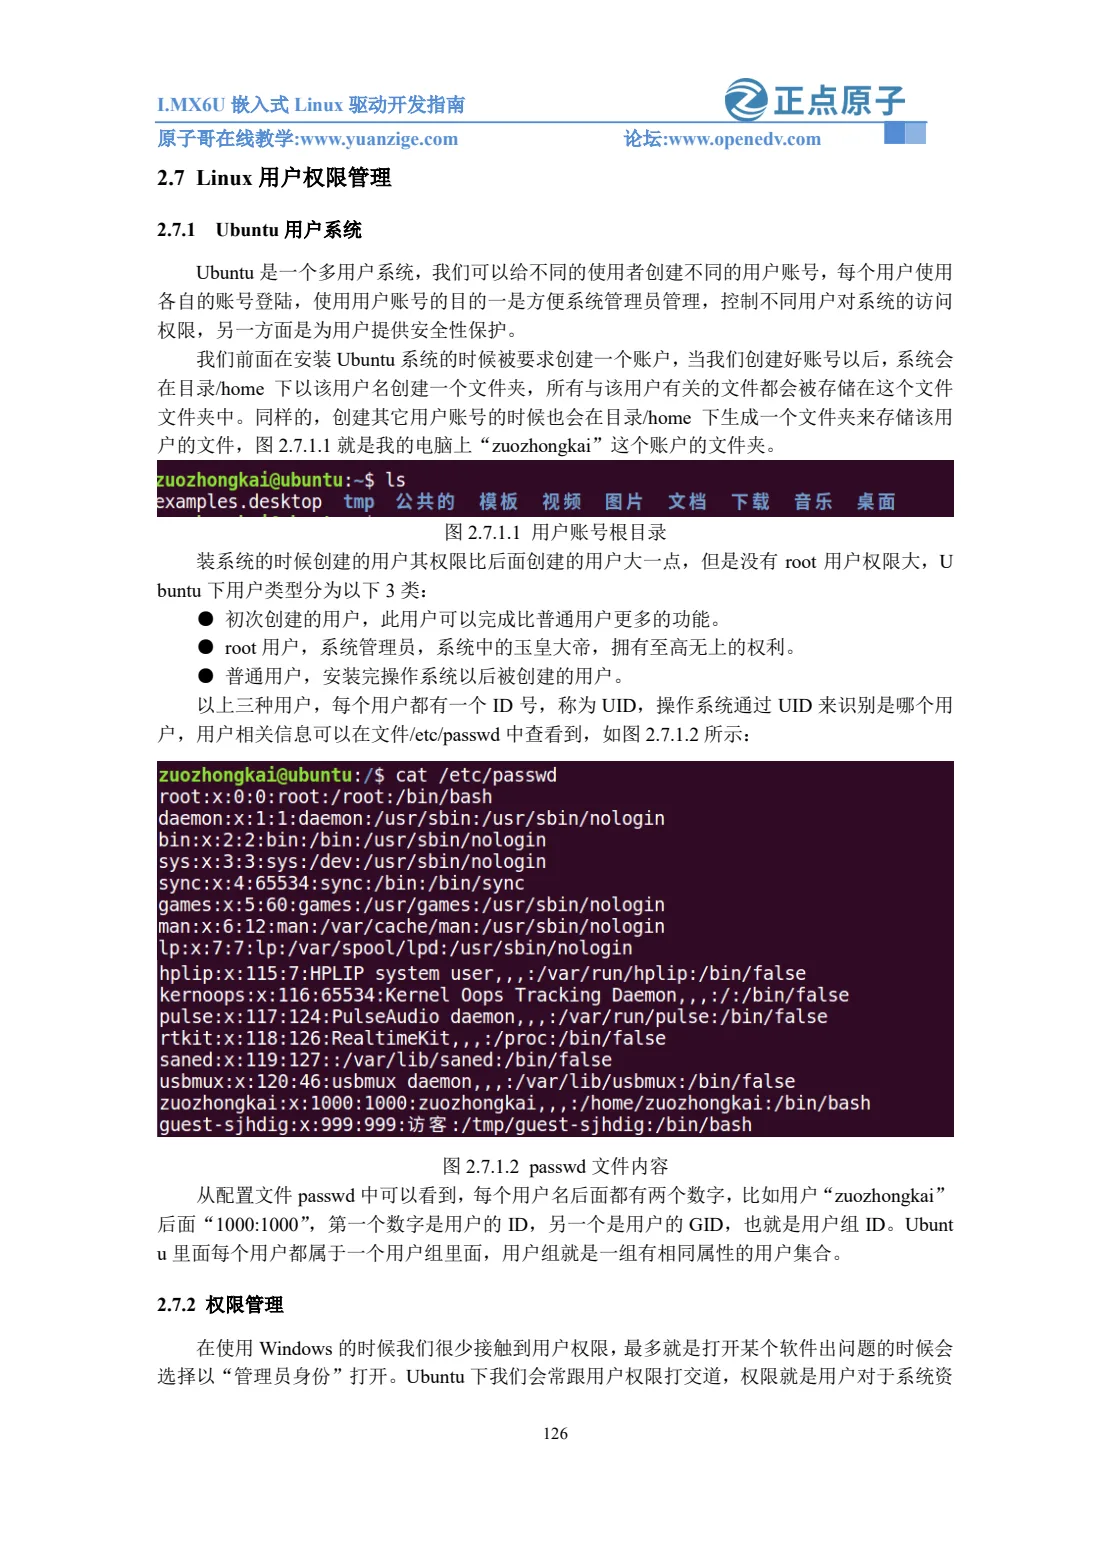 I.MX6U 嵌入式 Linux 驱动开发指南
正点原子
原子哥在线教学:www.yuanzige.com 论坛:www.openedv.com
2.7 Linux 用户权限管理
2.7.1 Ubuntu 用户系统
Ubuntu 是一个多用户系统，我们可以给不同的使用者创建不同的用户账号，每个用户使用
各自的账号登陆，使用用户账号的目的一是方便系统管理员管理，控制不同用户对系统的访问
权限，另一方面是为用户提供安全性保护。
我们前面在安装 Ubuntu 系统的时候被要求创建一个账户，当我们创建好账号以后，系统会
在目录/home 下以该用户名创建一个文件夹，所有与该用户有关的文件都会被存储在这个文件
文件夹中。同样的，创建其它用户账号的时候也会在目录/home 下生成一个文件夹来存储该用
户的文件，图 2.7.1.1 就是我的电脑上“zuozhongkai”这个账户的文件夹。
zuozhongkai@ubuntu:~$ ls
examples.desktop tmp 公共的 模板 视频 图片 文档 下载 音乐 桌面
图 2.7.1.1 用户账号根目录
装系统的时候创建的用户其权限比后面创建的用户大一点，但是没有 root 用户权限大，U
buntu 下用户类型分为以下 3 类：
● 初次创建的用户，此用户可以完成比普通用户更多的功能。
● root 用户，系统管理员，系统中的玉皇大帝，拥有至高无上的权利。
● 普通用户，安装完操作系统以后被创建的用户。
以上三种用户，每个用户都有一个 ID 号，称为 UID，操作系统通过 UID 来识别是哪个用
户，用户相关信息可以在文件/etc/passwd 中查看到，如图 2.7.1.2 所示：
zuozhongkai@ubuntu:/$ cat /etc/passwd
root:x:0:0:root:/root:/bin/bash
daemon:x:1:1:daemon:/usr/sbin:/usr/sbin/nologin
bin:x:2:2:bin:/bin:/usr/sbin/nologin
sys:x:3:3:sys:/dev:/usr/sbin/nologin
sync:x:4:65534:sync:/bin:/bin/sync
games:x:5:60:games:/usr/games:/usr/sbin/nologin
man:x:6:12:man:/var/cache/man:/usr/sbin/nologin
lp:x:7:7:lp:/var/spool/lpd:/usr/sbin/nologin
hplip:x:115:7:HPLIP system user,,,:/var/run/hplip:/bin/false
kernoops:x:116:65534:Kernel Oops Tracking Daemon,,,:/:/bin/false
pulse:x:117:124:PulseAudio daemon,,,:/var/run/pulse:/bin/false
rtkit:x:118:126:RealtimeKit,,,:/proc:/bin/false
saned:x:119:127::/var/lib/saned:/bin/false
usbmux:x:120:46:usbmux daemon,,,:/var/lib/usbmux:/bin/false
zuozhongkai:x:1000:1000:zuozhongkai,,,:/home/zuozhongkai:/bin/bash
guest-sjhdig:x:999:999:访客:/tmp/guest-sjhdig:/bin/bash
图 2.7.1.2 passwd 文件内容
从配置文件 passwd 中可以看到，每个用户名后面都有两个数字，比如用户“zuozhongkai”
后面“1000:1000”，第一个数字是用户的 ID，另一个是用户的 GID，也就是用户组 ID。Ubunt
u 里面每个用户都属于一个用户组里面，用户组就是一组有相同属性的用户集合。
2.7.2 权限管理
在使用 Windows 的时候我们很少接触到用户权限，最多就是打开某个软件出问题的时候会
选择以“管理员身份”打开。Ubuntu 下我们会常跟用户权限打交道，权限就是用户对于系统资
126